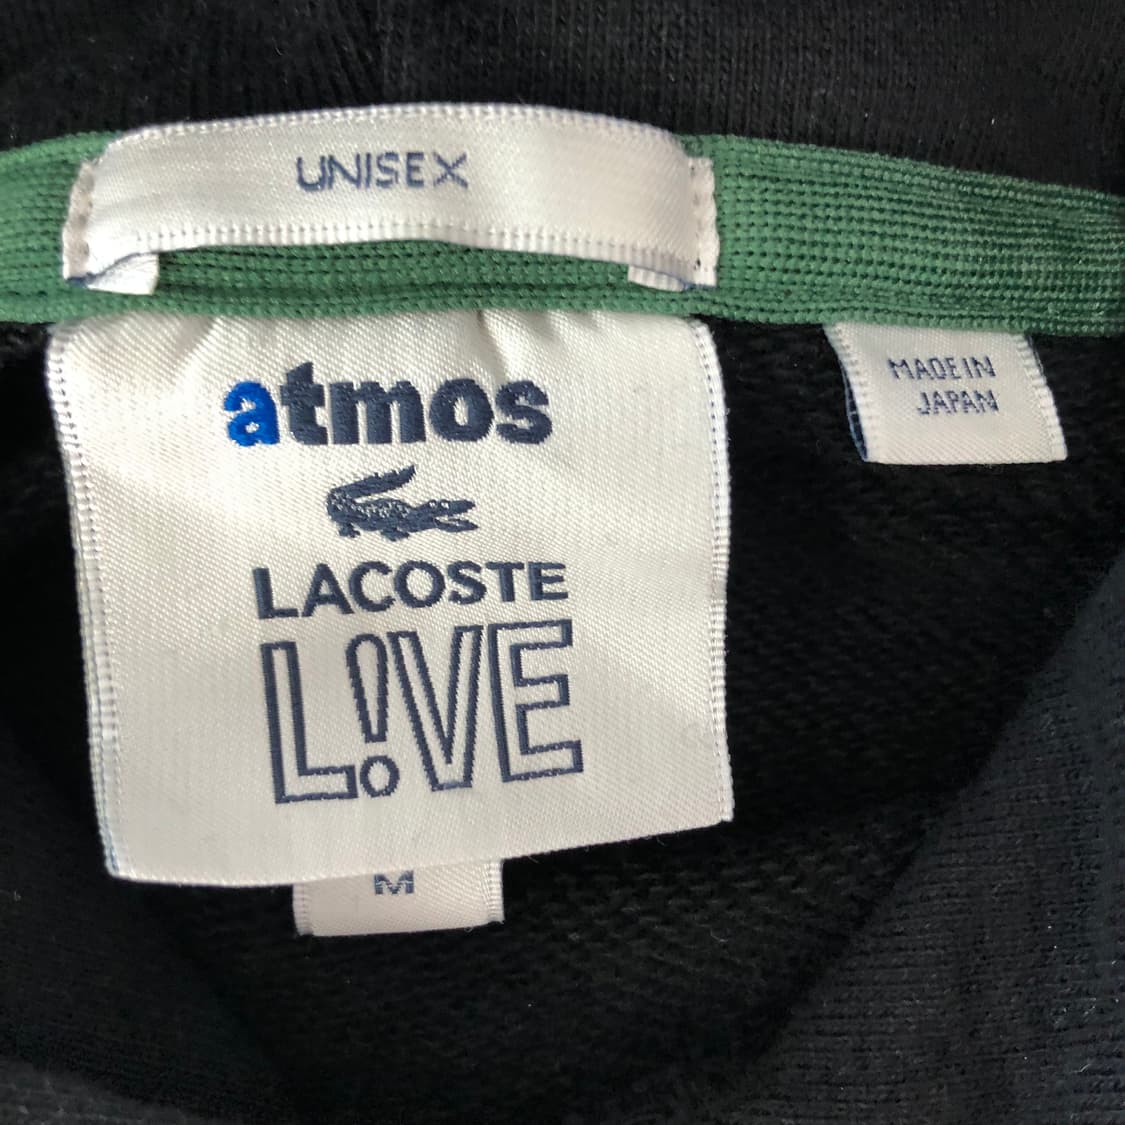 UNISEX
atmos
LACOSTE
L!VE
M
MADE IN
JAPAN